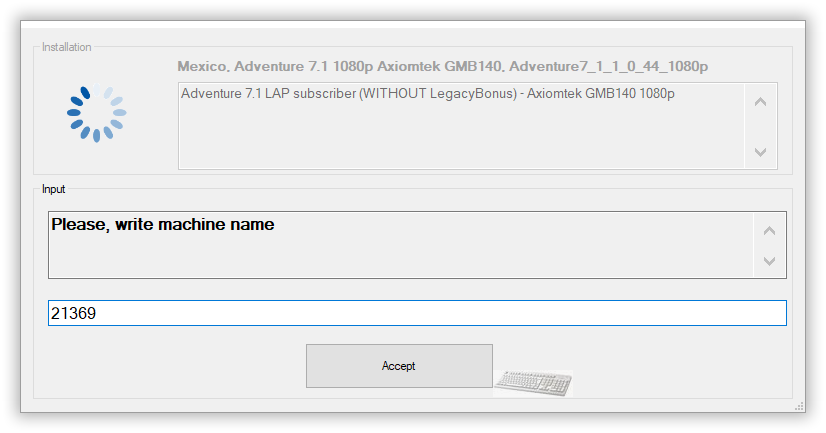 Installation
Mexico, Adventure 7.1 1080p Axiomtek GMB140, Adventure7_1_1_0_44_1080p
Adventure 7.1 LAP subscriber (WITHOUT LegacyBonus) - Axiomtek GMB140 1080p
Input
Please, write machine name
21369
Accept